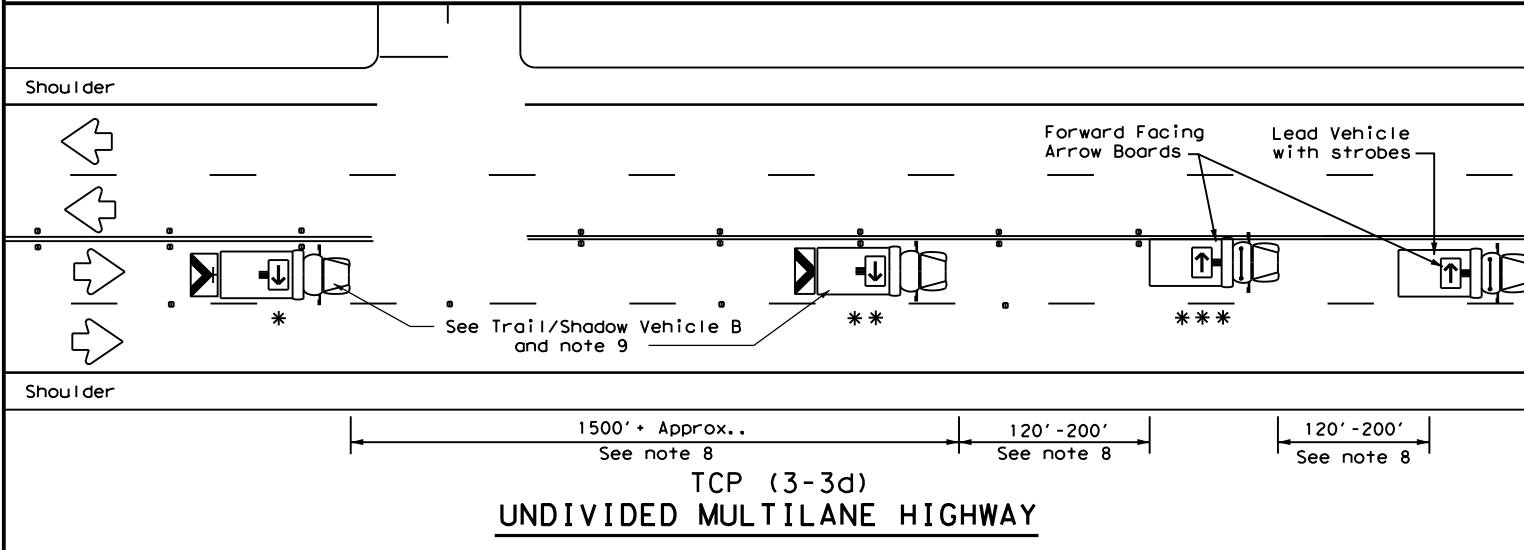 Shoulder
Forward Facing
Arrow Boards
Lead Vehicle
with strobes
*
**
***
See Trail/Shadow Vehicle B
and note 9
Shoulder
1500'+ Approx..
See note 8
120'-200'
See note 8
120'-200'
See note 8
TCP (3-3d)
UNDIVIDED MULTILANE HIGHWAY